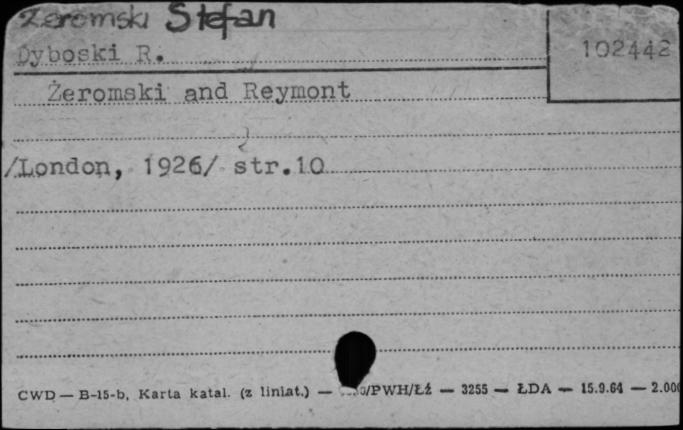 Żeromski Stefan
Dyboski R.
102442
Żeromski and Reymont
/London, 1926/ str.10
CWD — B-15-b, Karta katal. (z liniat.) — /PWH/Łź — 3255 — ŁDA — 15.9.64 — 2.000